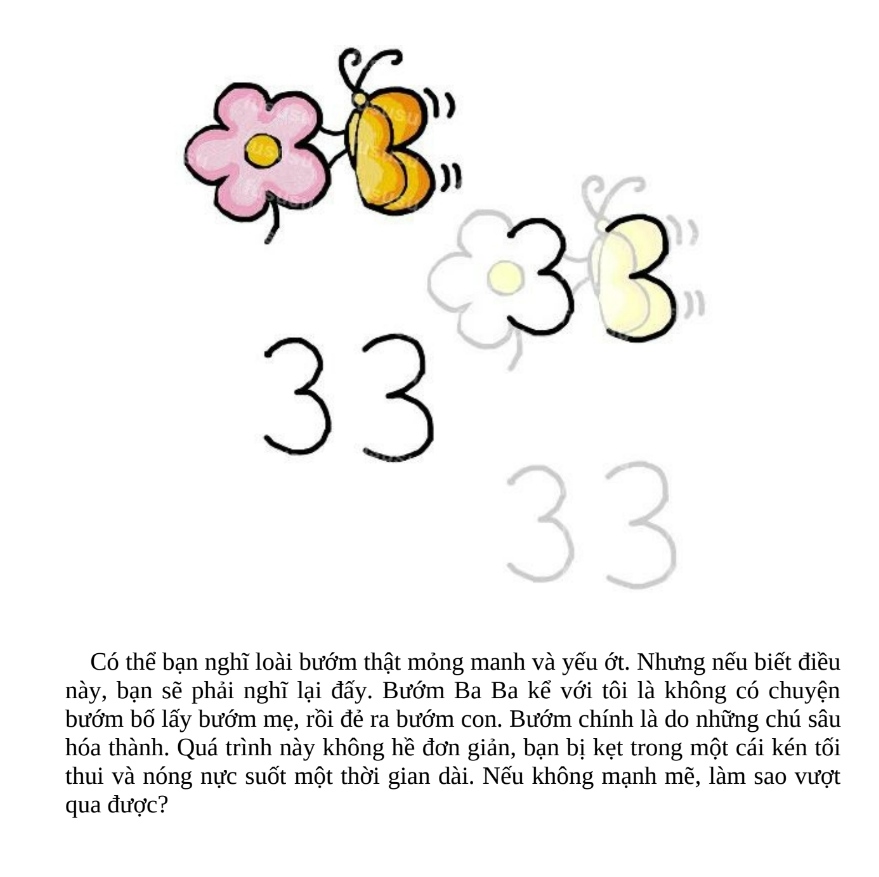 33
33
Có thể bạn nghĩ loài bướm thật mỏng manh và yếu ớt. Nhưng nếu biết điều
này, bạn sẽ phải nghĩ lại đấy. Bướm Ba Ba kể với tôi là không có chuyện
bướm bố lấy bướm mẹ, rồi đẻ ra bướm con. Bướm chính là do những chú sâu
hóa thành. Quá trình này không hề đơn giản, bạn bị kẹt trong một cái kén tối
thui và nóng nực suốt một thời gian dài. Nếu không mạnh mẽ, làm sao vượt
qua được?